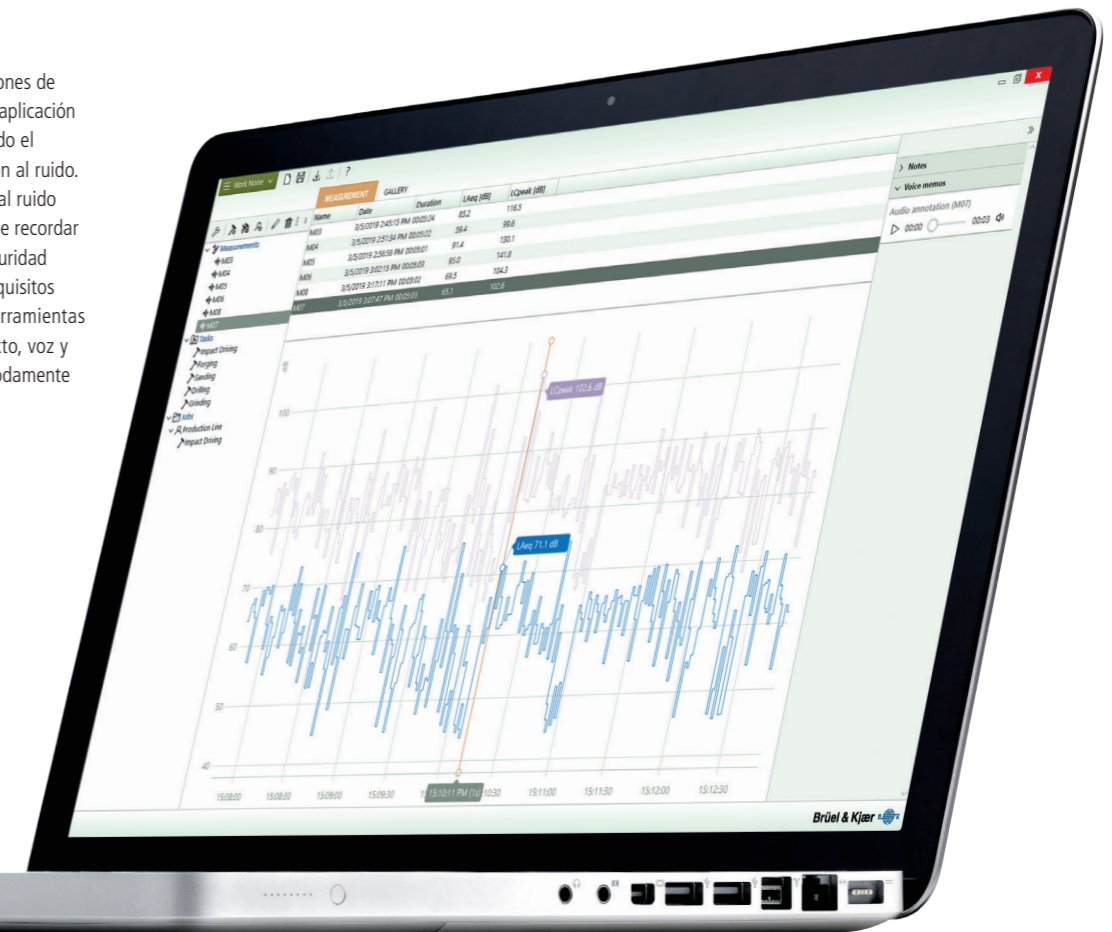 ones de
aplicación
do el
n al ruido.
al ruido
e recordar
uridad
quisitos
rramientas
to, voz y
odamente
Work Noise
?
MEASUREMENT GALLERY
Name Date Duration LAeq [dB] LCpeak [dB]
M03 3/5/2019 2:45:15 PM 00:05:24 85.2 116.5
M04 3/5/2019 2:51:34 PM 00:05:02 59.4 99.6
M05 3/5/2019 2:56:58 PM 00:05:01 91.4 130.1
M06 3/5/2019 3:02:15 PM 00:05:03 95.0 141.8
M08 3/5/2019 3:17:11 PM 00:05:02 69.5 104.3
M07 3/5/2019 3:07:47 PM 00:05:03 65.1 102.6
Measurements
M03
M04
M05
M06
M08
M07
Tasks
Impact Driving
Forging
Sanding
Drilling
Grinding
Jobs
Production Line
Impact Driving
Notes
Voice memos
Audio annotation (M07)
00:00 00:03
[dB]
100
90
80
70
60
50
40
LCpeak 102.6 dB
LAeq 71.1 dB
15:08:00 15:08:30 15:09:00 15:09:30 15:10:11 PM (1s) 10:30 15:11:00 15:11:30 15:12:00 15:12:30
Brüel & Kjær